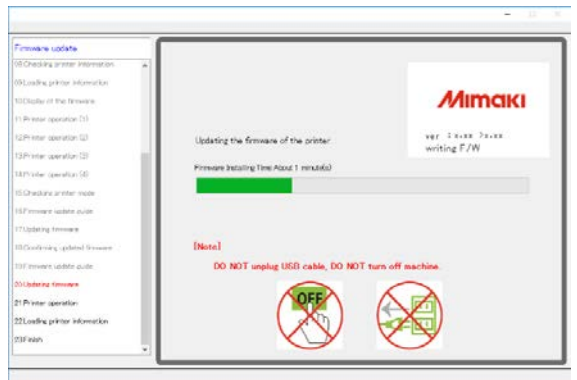 Firmware update
08 Checking printer information
09 Loading printer information
10 Display of the firmware
11 Printer operation (1)
12 Printer operation (2)
13 Printer operation (3)
14 Printer operation (4)
15 Checking printer mode
16 Firmware update guide
17 Updating firmware
18 Confirming updated firmware
19 Firmware update guide
20 Updating firmware
21 Printer operation
22 Loading printer information
23 Finish
Mimaki
ver
writing F/W
Updating the firmware of the printer
Firmware Installing Time About 1 minute(s)
[Note]
DO NOT unplug USB cable, DO NOT turn off machine.
OFF